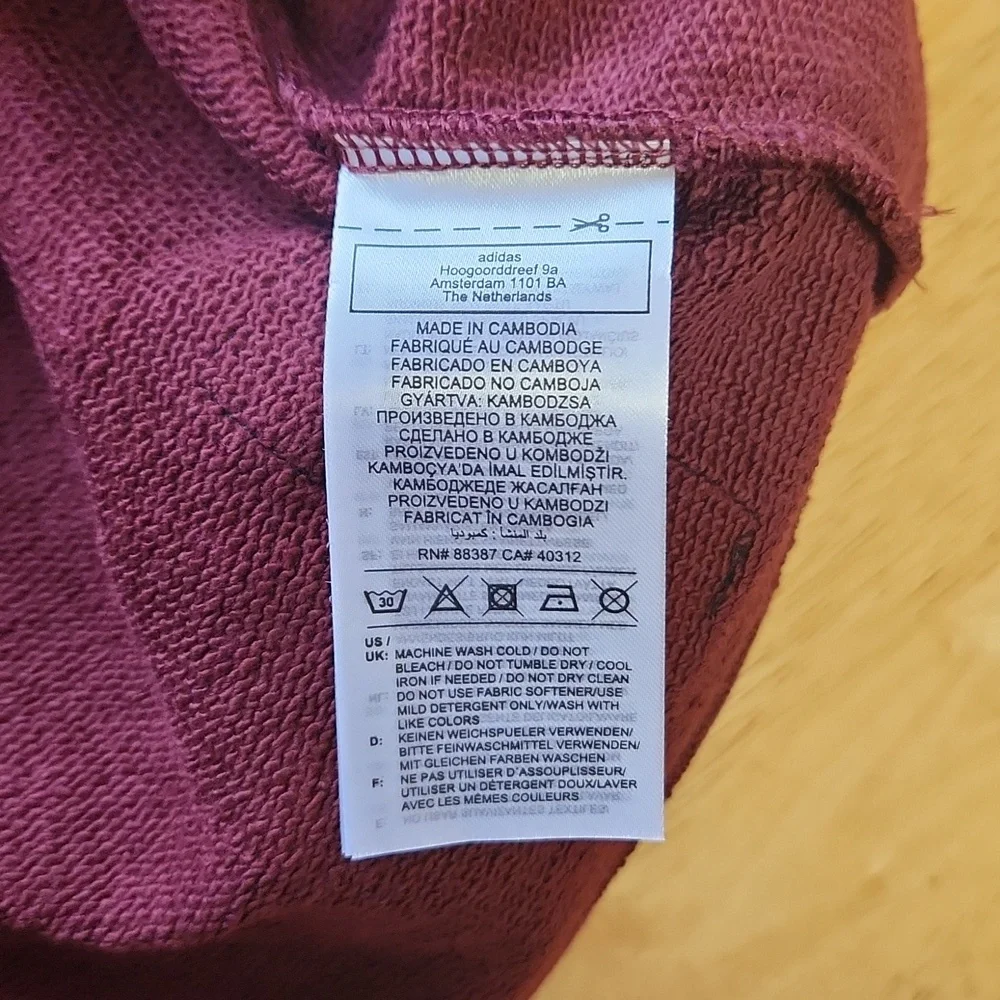 adidas
Hoogoorddreef 9a
Amsterdam 1101 BA
The Netherlands
MADE IN CAMBODIA
FABRIQUÉ AU CAMBODGE
FABRICADO EN CAMBOYA
FABRICADO NO CAMBOJA
GYÁRTVA: KAMBODZSA
ПРОИЗВЕДЕНО В КАМБОДЖА
СДЕЛАНО В КАМБОДЖЕ
PROIZVEDENO U KOMBODŽI
KAMBOÇYA'DA İMAL EDİLMİŞTİR.
КАМБОДЖЕДЕ ЖАСАЛҒАН
PROIZVEDENO U KAMBODZI
FABRICAT ÎN CAMBOGIA
بلد المنشأ : كمبوديا
RN# 88387 CA# 40312
30
US /
UK: MACHINE WASH COLD / DO NOT
BLEACH / DO NOT TUMBLE DRY / COOL
IRON IF NEEDED / DO NOT DRY CLEAN
DO NOT USE FABRIC SOFTENER/USE
MILD DETERGENT ONLY/WASH WITH
LIKE COLORS
D: KEINEN WEICHSPUELER VERWENDEN/
BITTE FEINWASCHMITTEL VERWENDEN/
MIT GLEICHEN FARBEN WASCHEN
F: NE PAS UTILISER D'ASSOUPLISSEUR/
UTILISER UN DÉTERGENT DOUX/LAVER
AVEC LES MÊMES COULEURS